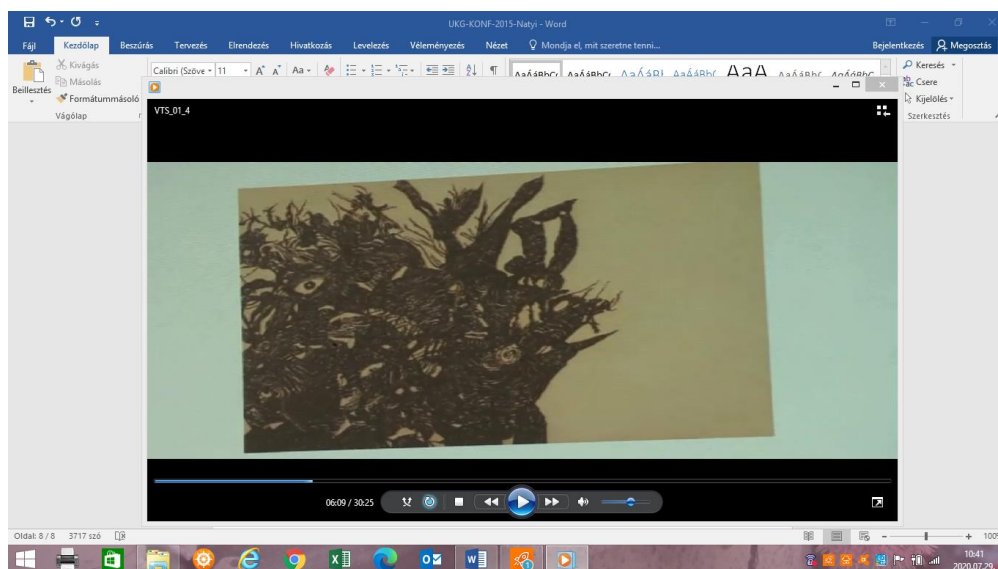 UKG-KONF-2015-Natyi - Word
Fájl Kezdőlap Beszúrás Tervezés Elrendezés Hivatkozás Levelezés Véleményezés Nézet Mondja el, mit szeretne tenni... Bejelentkezés Megosztás
Beillesztés
Kivágás
Másolás
Formátummásoló
Vágólap
Calibri (Szöve 11
Keresés
Csere
Kijelölés
Szerkesztés
VTS_01_4
06:09 / 30:25
Oldal: 8 / 8 3717 szó
100%
10:41
2020.07.29.